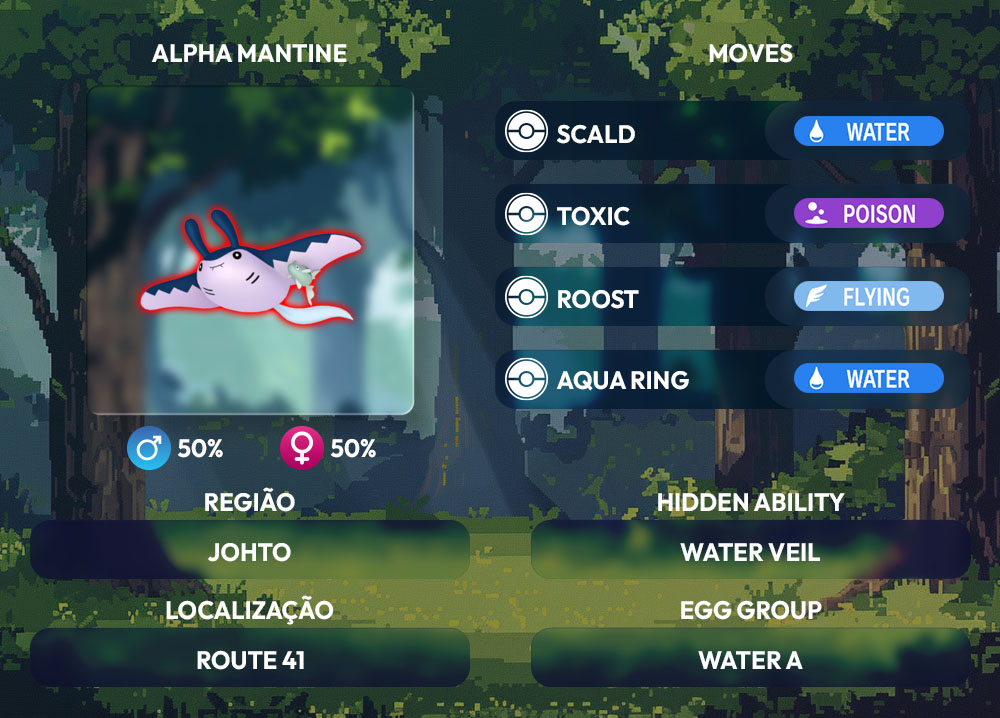 ALPHA MANTINE
50%
50%
REGIÃO
JOHTO
LOCALIZAÇÃO
ROUTE 41
MOVES
SCALD WATER
TOXIC POISON
ROOST FLYING
AQUA RING WATER
HIDDEN ABILITY
WATER VEIL
EGG GROUP
WATER A